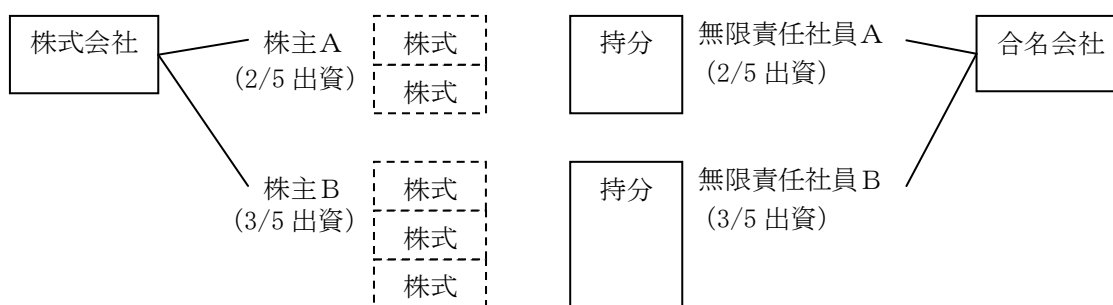 株式会社
株主A
(2/5 出資)
株式
株式
株主B
(3/5 出資)
株式
株式
株式
持分
無限責任社員A
(2/5 出資)
合名会社
持分
無限責任社員B
(3/5 出資)